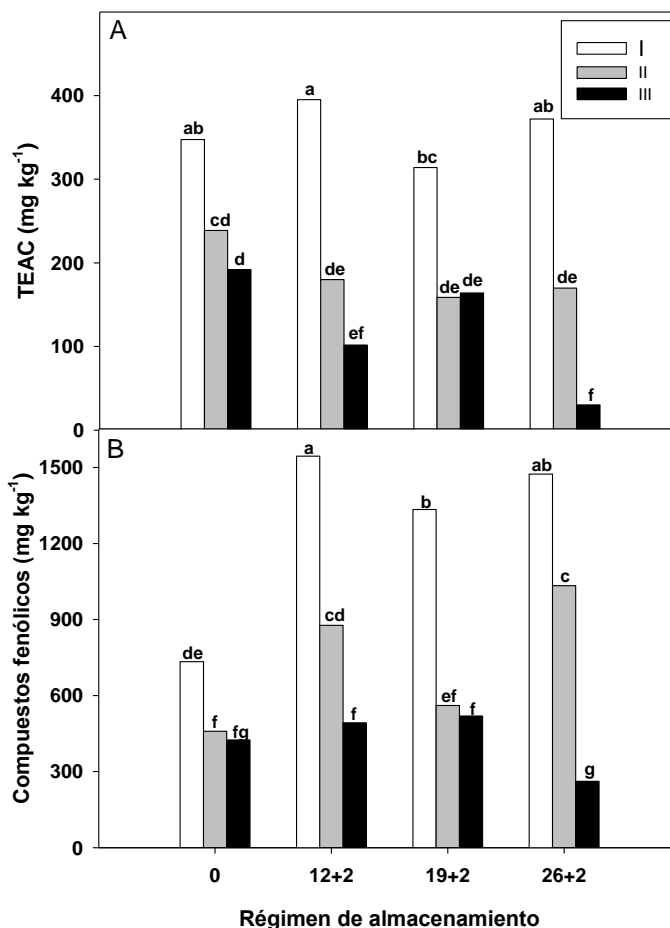 A
I
II
III
TEAC (mg kg-1)
400
300
200
100
0
ab
cd
d
a
de
ef
bc
de
de
ab
de
f
B
Compuestos fenólicos (mg kg-1)
1500
1200
900
600
300
0
de
f
fg
a
cd
f
b
ef
f
ab
c
g
0
12+2
19+2
26+2
Régimen de almacenamiento